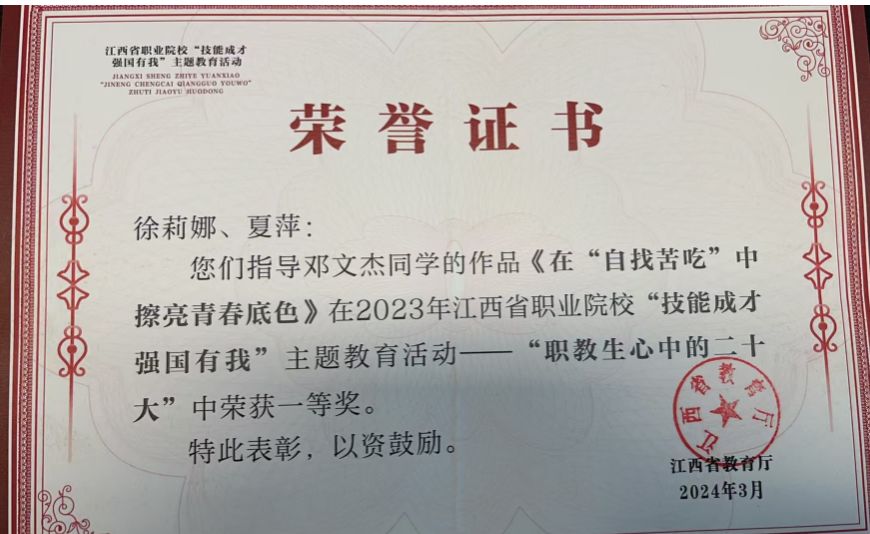 江西省职业院校“技能成才
强国有我”主题教育活动
JIANGXI SHENG ZHIYE YUANXIAO
“JINENG CHENGCAI QIANGGUO YOUWO”
ZHUTI JIAOYU HUODONG
荣誉证书
徐莉娜、夏萍：
您们指导邓文杰同学的作品《在“自找苦吃”中
擦亮青春底色》在2023年江西省职业院校“技能成才
强国有我”主题教育活动——“职教生心中的二十
大”中荣获一等奖。
特此表彰，以资鼓励。
江西省教育厅
江西省教育厅
2024年3月